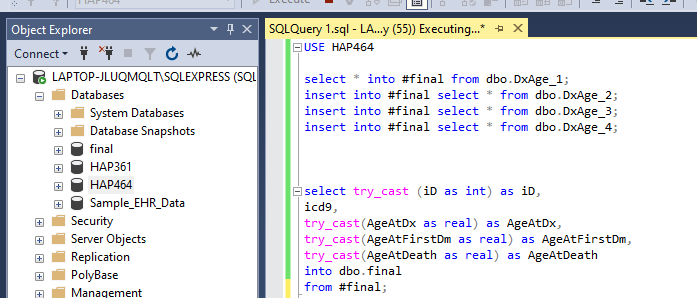 HAP464
Execute
Object Explorer
SQLQuery 1.sql - LA...y (55)) Executing...*
Connect
LAPTOP-JLUQMQLT\SQLEXPRESS (SQL
Databases
System Databases
Database Snapshots
final
HAP361
HAP464
Sample_EHR_Data
Security
Server Objects
Replication
PolyBase
Management
USE HAP464
select * into #final from dbo.DxAge_1;
insert into #final select * from dbo.DxAge_2;
insert into #final select * from dbo.DxAge_3;
insert into #final select * from dbo.DxAge_4;
select try_cast (iD as int) as iD,
icd9,
try_cast(AgeAtDx as real) as AgeAtDx,
try_cast(AgeAtFirstDm as real) as AgeAtFirstDm,
try_cast(AgeAtDeath as real) as AgeAtDeath
into dbo.final
from #final;